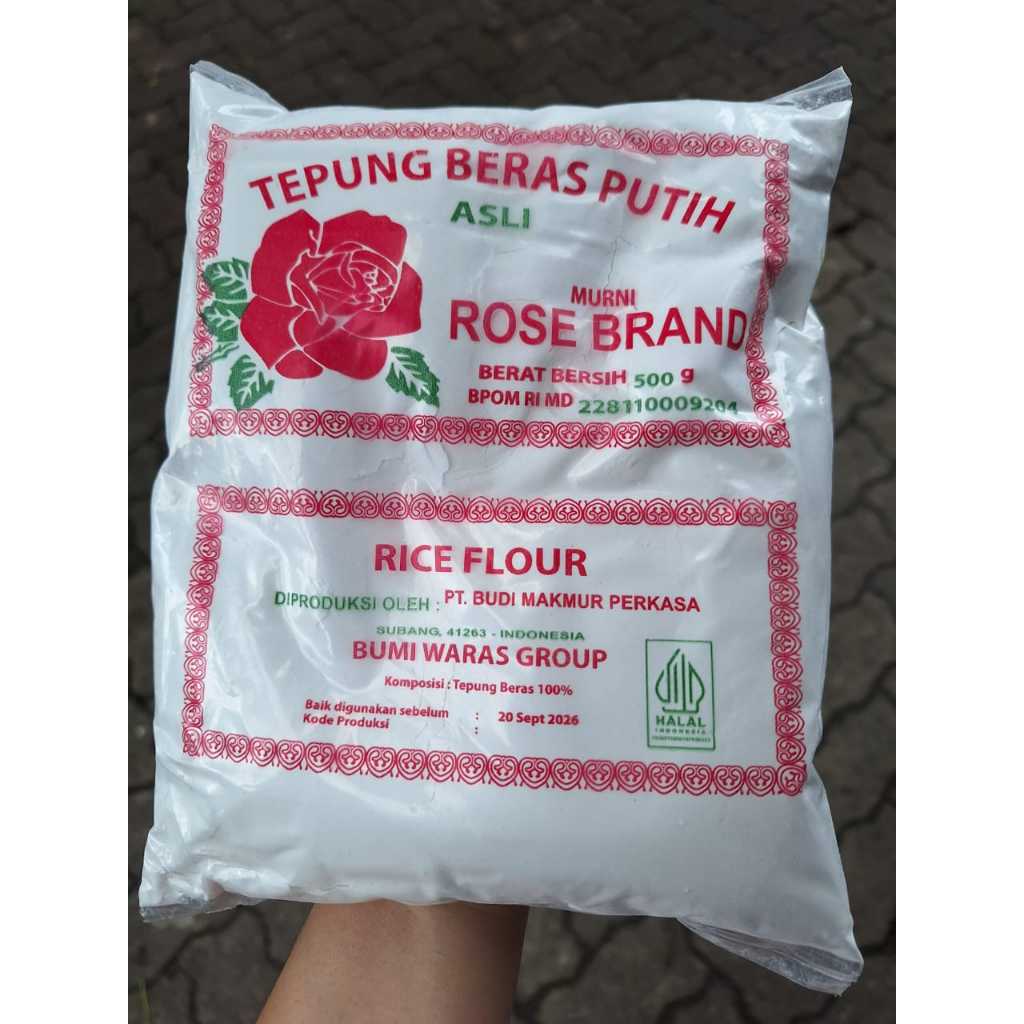 TEPUNG BERAS PUTIH
ASLI
MURNI
ROSE BRAND
BERAT BERSIH 500 g
BPOM RI MD 228110009204
RICE FLOUR
DIPRODUKSI OLEH : PT. BUDI MAKMUR PERKASA
SUBANG, 41263 - INDONESIA
BUMI WARAS GROUP
Komposisi : Tepung Beras 100%
Baik digunakan sebelum : 20 Sept 2026
Kode Produksi :
HALAL
INDONESIA